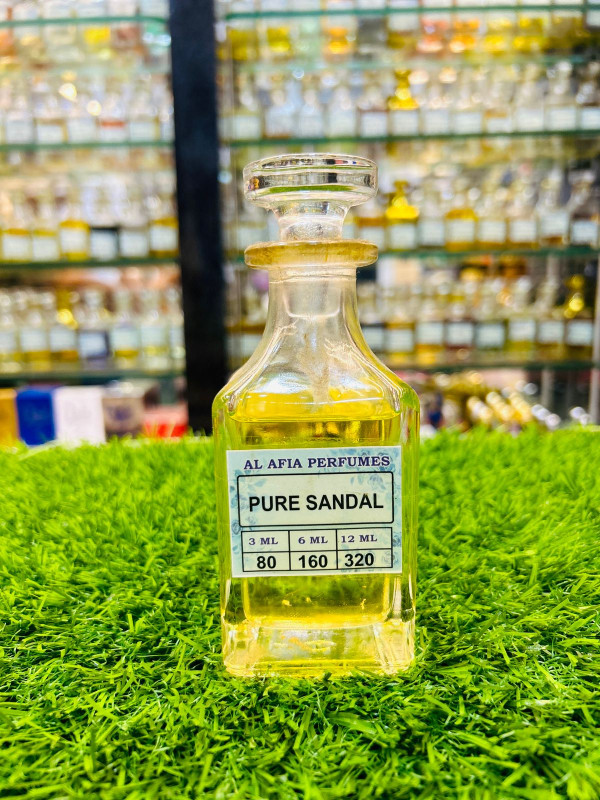 AL AFIA PERFUMES
PURE SANDAL
3 ML 6 ML 12 ML
80 160 320